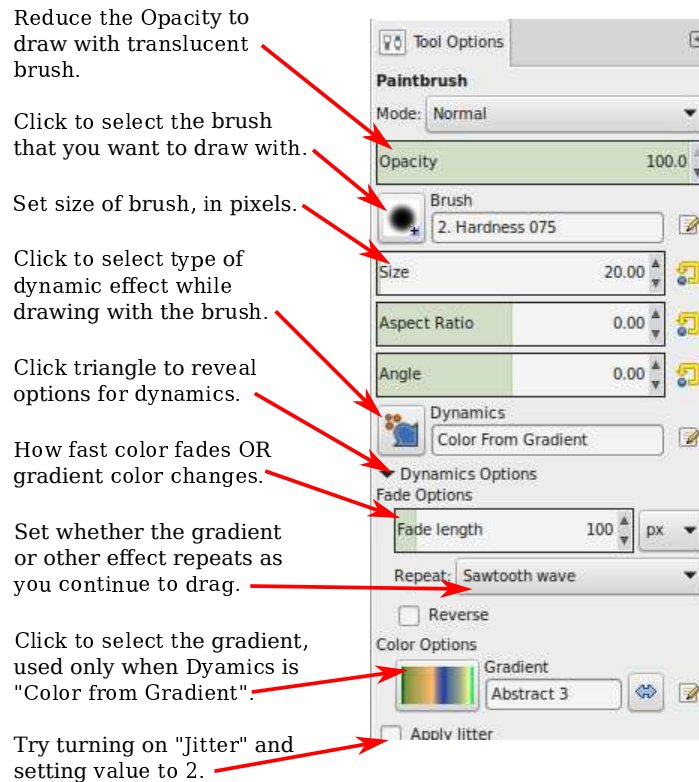 Reduce the Opacity to
draw with translucent
brush.
Click to select the brush
that you want to draw with.
Set size of brush, in pixels.
Click to select type of
dynamic effect while
drawing with the brush.
Click triangle to reveal
options for dynamics.
How fast color fades OR
gradient color changes.
Set whether the gradient
or other effect repeats as
you continue to drag.
Click to select the gradient,
used only when Dyamics is
"Color from Gradient".
Try turning on "Jitter" and
setting value to 2.
Tool Options
Paintbrush
Mode: Normal
Opacity 100.0
Brush
2. Hardness 075
Size 20.00
Aspect Ratio 0.00
Angle 0.00
Dynamics
Color From Gradient
Dynamics Options
Fade Options
Fade length 100 px
Repeat: Sawtooth wave
Reverse
Color Options
Gradient
Abstract 3
Apply Jitter